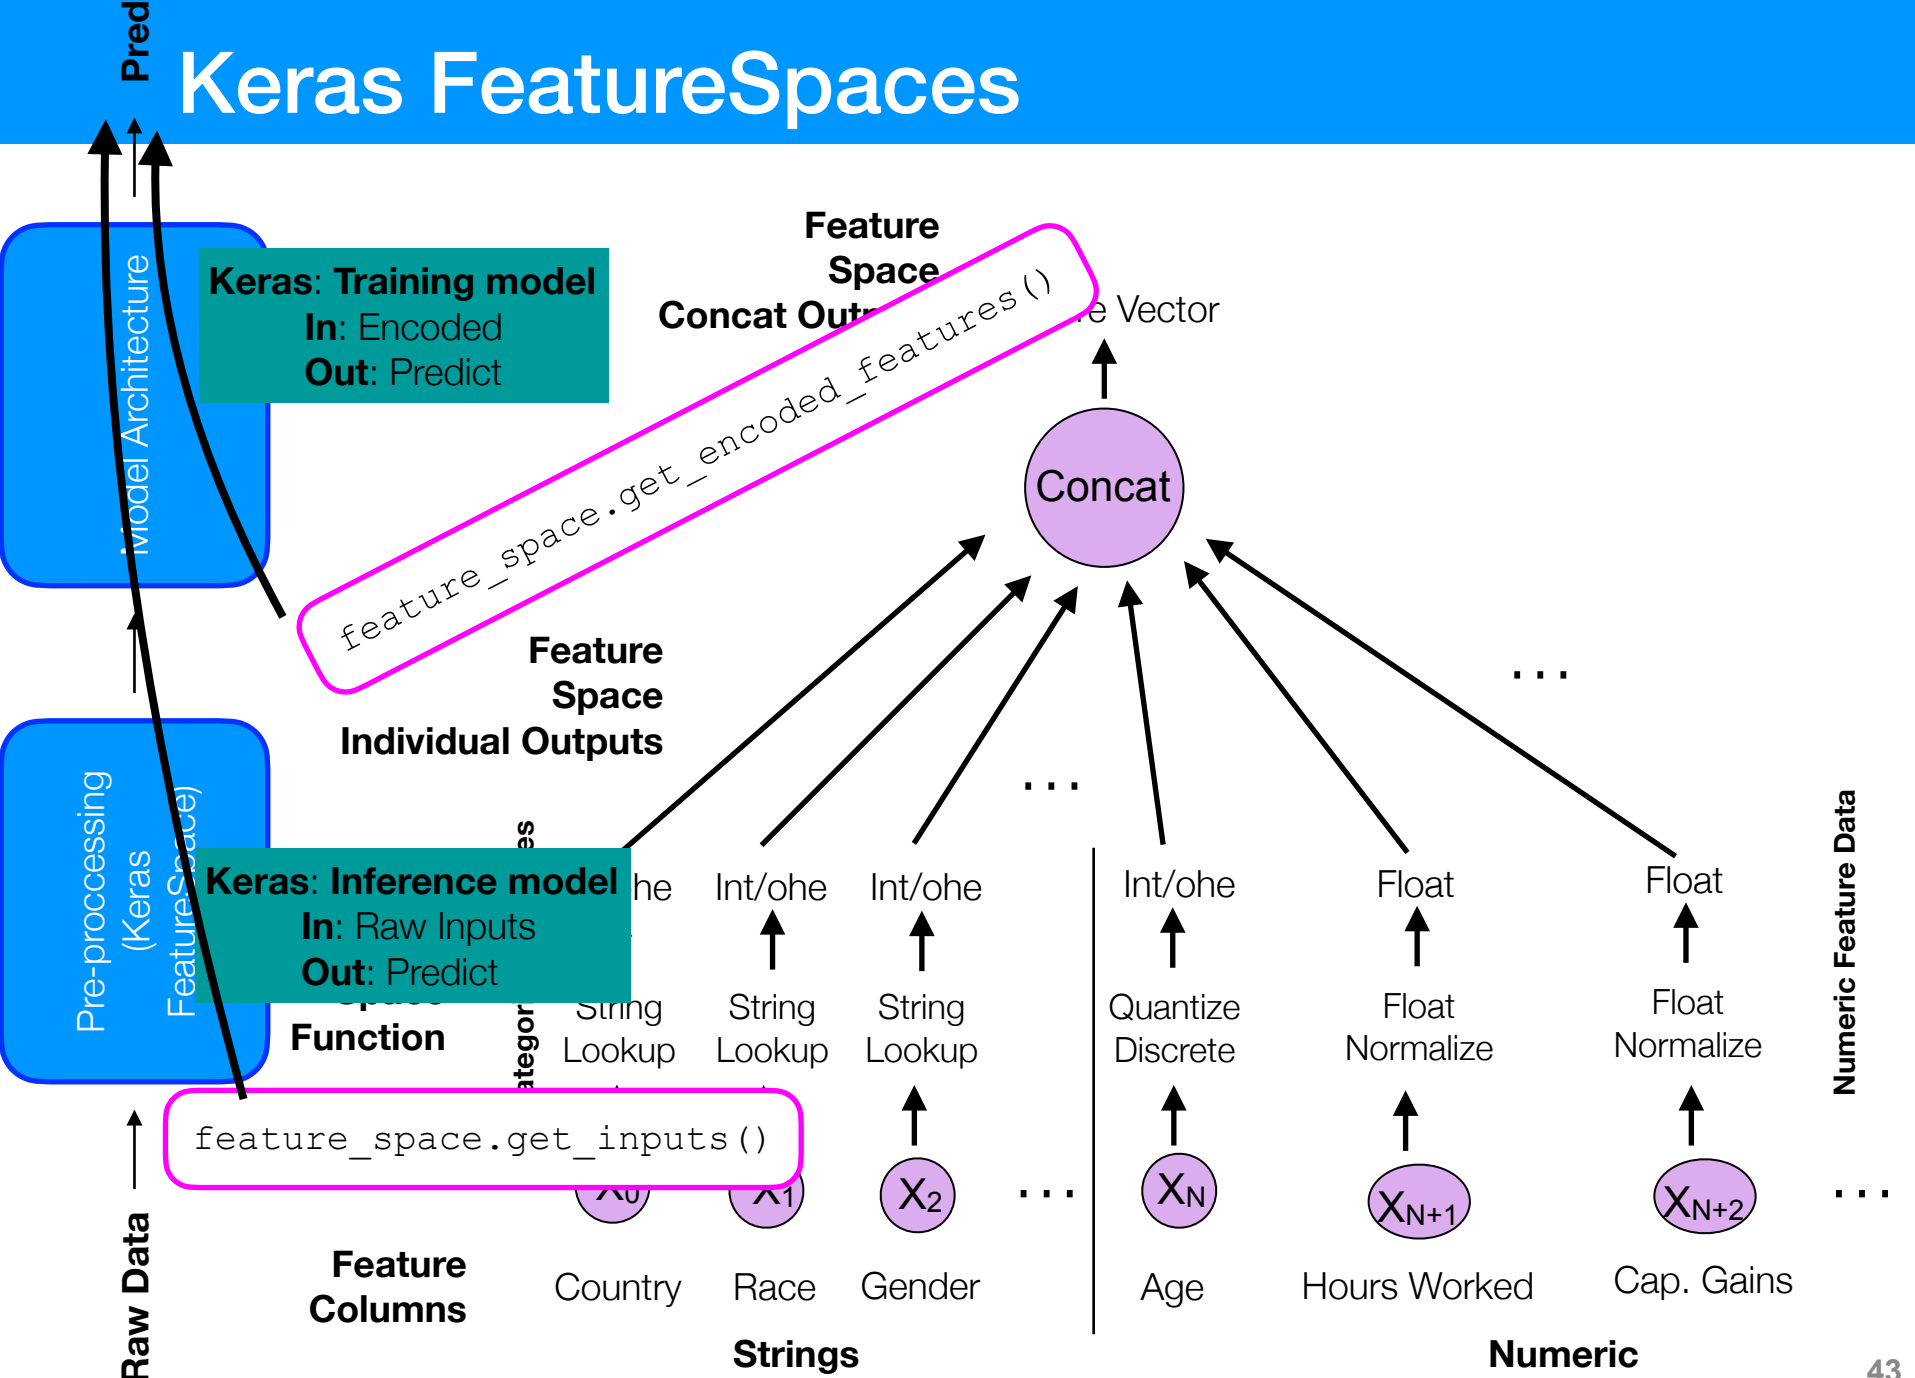 Pred
Keras FeatureSpaces
Model Architecture
Keras: Training model
In: Encoded
Out: Predict
Feature
Space
Concat
Vector
feature_space.get_encoded_features()
Concat
Feature
Space
Individual Outputs
...
...
Pre-proccessing
(Keras
FeatureSpace)
Keras: Inference model
In: Raw Inputs
Out: Predict
Int/ohe
Int/ohe
Int/ohe
Float
Float
Numeric Feature Data
Function
String
Lookup
String
Lookup
String
Lookup
Quantize
Discrete
Float
Normalize
Float
Normalize
feature_space.get_inputs()
X0
X1
X2
...
XN
XN+1
XN+2
...
Raw Data
Feature
Columns
Country
Race
Gender
Age
Hours Worked
Cap. Gains
Strings
Numeric
43